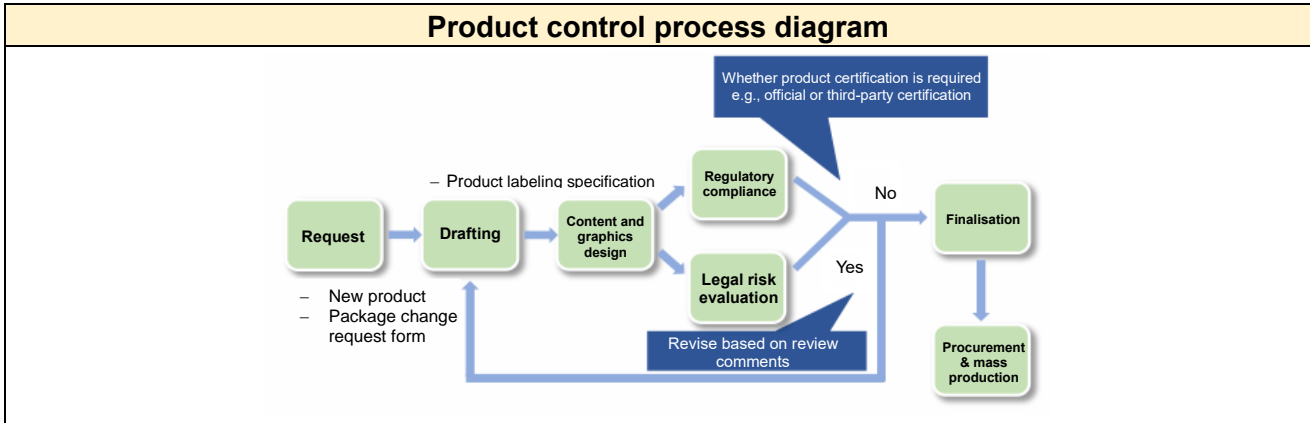 Product control process diagram
Whether product certification is required
e.g., official or third-party certification
– Product labeling specification
Regulatory
compliance
No
Request
Drafting
Content and
graphics
design
Finalisation
Legal risk
evaluation
Yes
– New product
– Package change
request form
Revise based on review
comments
Procurement
& mass
production